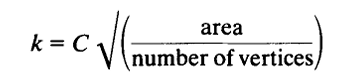 k = C √(area / number of vertices)